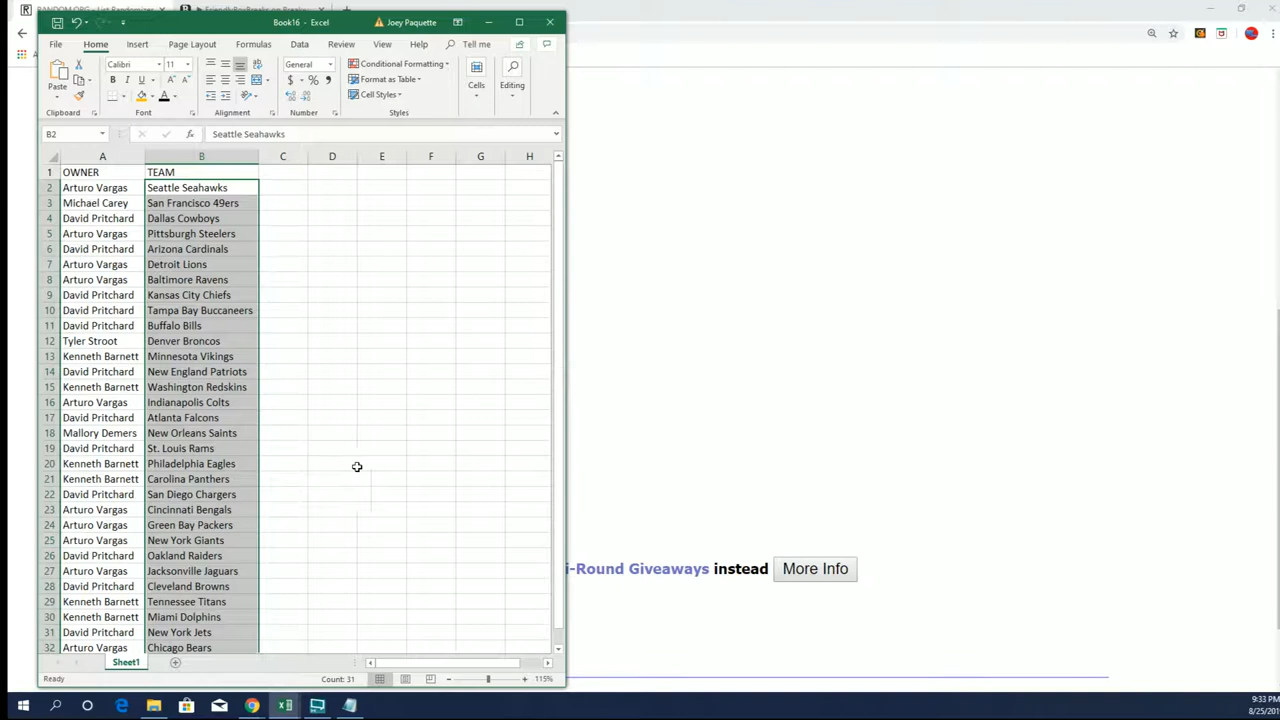 RANDOM.ORG - List Randomizer
Book16 - Excel
Joey Paquette
File Home Insert Page Layout Formulas Data Review View Help Tell me
Calibri 11 General Conditional Formatting
Paste B I U A A $ % , Format as Table Cells Editing
Cell Styles
Clipboard Font Alignment Number Styles
B2 fx Seattle Seahawks
A B C D E F G H
1 OWNER TEAM
2 Arturo Vargas Seattle Seahawks
3 Michael Carey San Francisco 49ers
4 David Pritchard Dallas Cowboys
5 Arturo Vargas Pittsburgh Steelers
6 David Pritchard Arizona Cardinals
7 Arturo Vargas Detroit Lions
8 Arturo Vargas Baltimore Ravens
9 David Pritchard Kansas City Chiefs
10 David Pritchard Tampa Bay Buccaneers
11 David Pritchard Buffalo Bills
12 Tyler Stroot Denver Broncos
13 Kenneth Barnett Minnesota Vikings
14 David Pritchard New England Patriots
15 Kenneth Barnett Washington Redskins
16 Arturo Vargas Indianapolis Colts
17 David Pritchard Atlanta Falcons
18 Mallory Demers New Orleans Saints
19 David Pritchard St. Louis Rams
20 Kenneth Barnett Philadelphia Eagles
21 Kenneth Barnett Carolina Panthers
22 David Pritchard San Diego Chargers
23 Arturo Vargas Cincinnati Bengals
24 Arturo Vargas Green Bay Packers
25 Arturo Vargas New York Giants
26 David Pritchard Oakland Raiders
27 Arturo Vargas Jacksonville Jaguars
28 David Pritchard Cleveland Browns
29 Kenneth Barnett Tennessee Titans
30 Kenneth Barnett Miami Dolphins
31 David Pritchard New York Jets
32 Arturo Vargas Chicago Bears
i-Round Giveaways instead More Info
Sheet1
Ready Count: 31 115%
9:33 PM
8/25/201